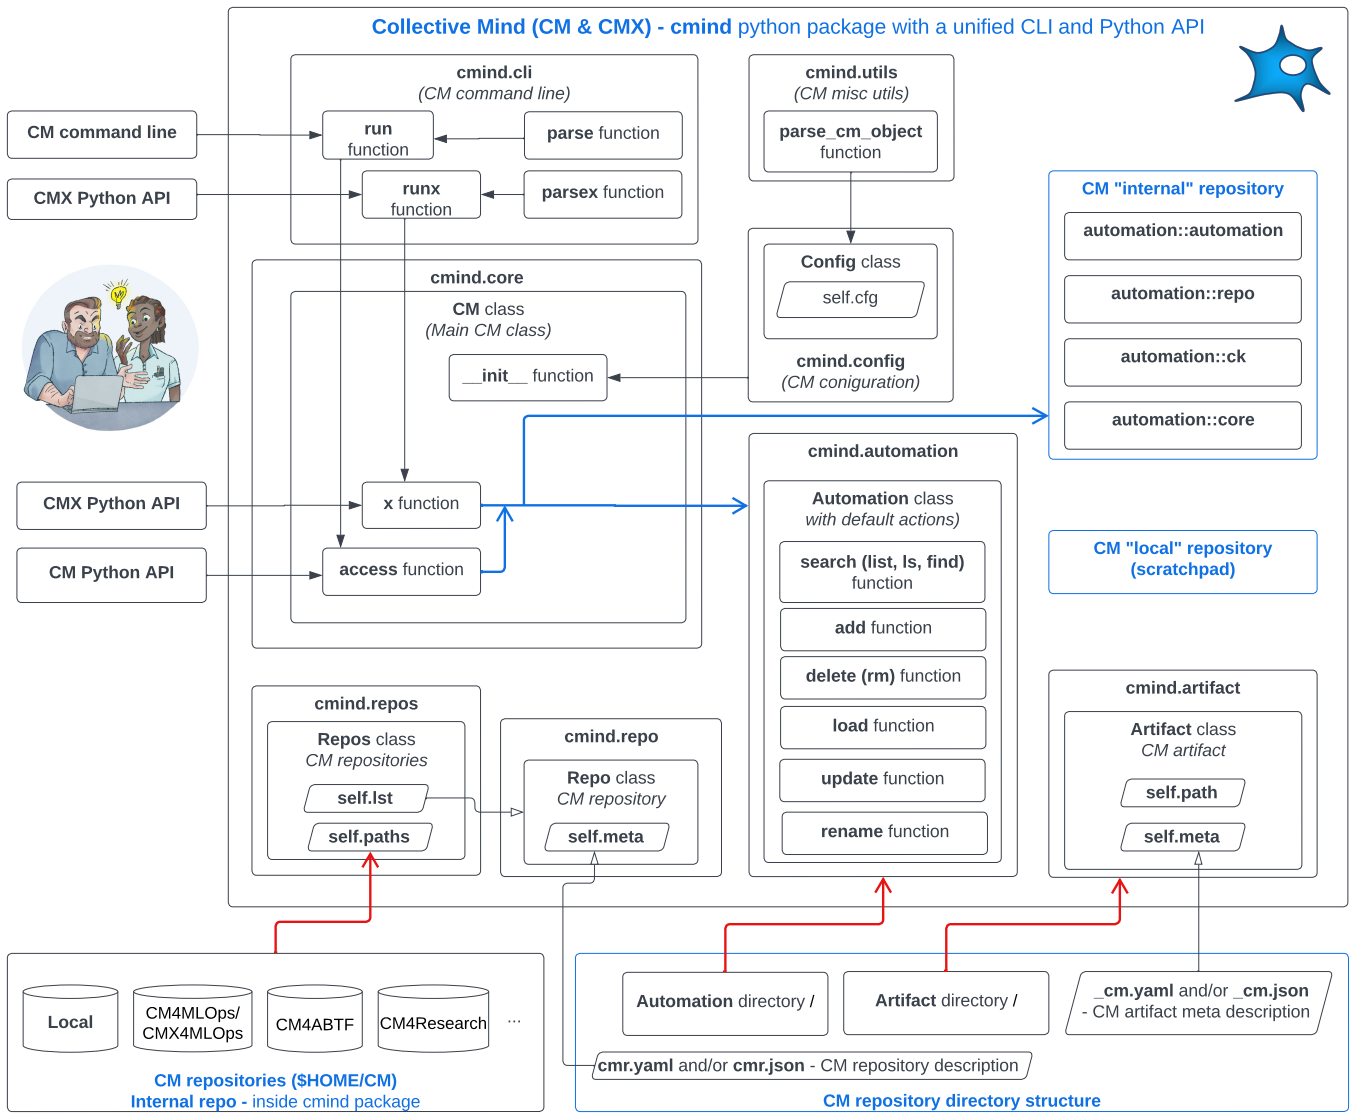 Collective Mind (CM & CMX) - cmind python package with a unified CLI and Python API
cmind.cli
(CM command line)
run
function
parse function
runx
function
parsex function
CM command line
CMX Python API
cmind.utils
(CM misc utils)
parse_cm_object
function
Config class
self.cfg
cmind.config
(CM coniguration)
CM "internal" repository
automation::automation
automation::repo
automation::ck
automation::core
cmind.core
CM class
(Main CM class)
__init__ function
x function
access function
CMX Python API
CM Python API
cmind.automation
Automation class
with default actions)
search (list, ls, find)
function
add function
delete (rm) function
load function
update function
rename function
CM "local" repository
(scratchpad)
cmind.repos
Repos class
CM repositories
self.lst
self.paths
cmind.repo
Repo class
CM repository
self.meta
cmind.artifact
Artifact class
CM artifact
self.path
self.meta
Local
CM4MLOps/
CMX4MLOps
CM4ABTF
CM4Research
...
CM repositories ($HOME/CM)
Internal repo - inside cmind package
Automation directory /
Artifact directory /
_cm.yaml and/or _cm.json
- CM artifact meta description
cmr.yaml and/or cmr.json - CM repository description
CM repository directory structure